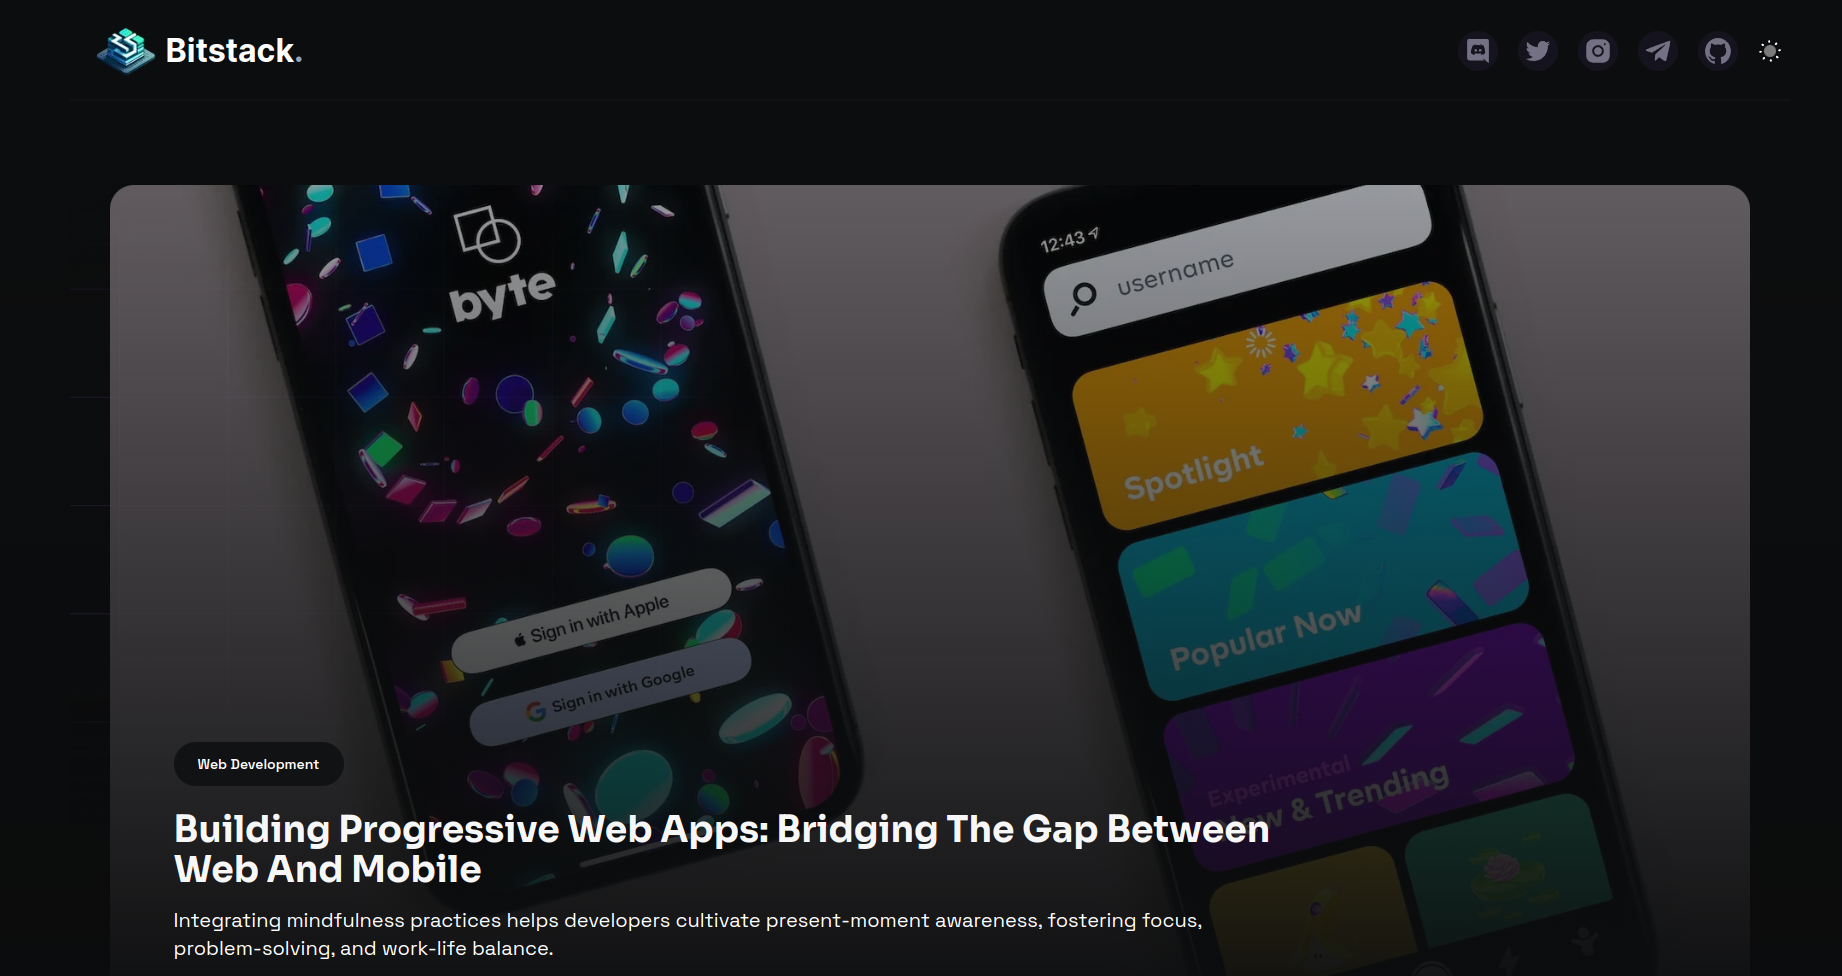 Bitstack.
byte
Sign in with Apple
Sign in with Google
12:43
username
Spotlight
Popular Now
Experimental
New & Trending
Web Development
Building Progressive Web Apps: Bridging The Gap Between
Web And Mobile
Integrating mindfulness practices helps developers cultivate present-moment awareness, fostering focus,
problem-solving, and work-life balance.